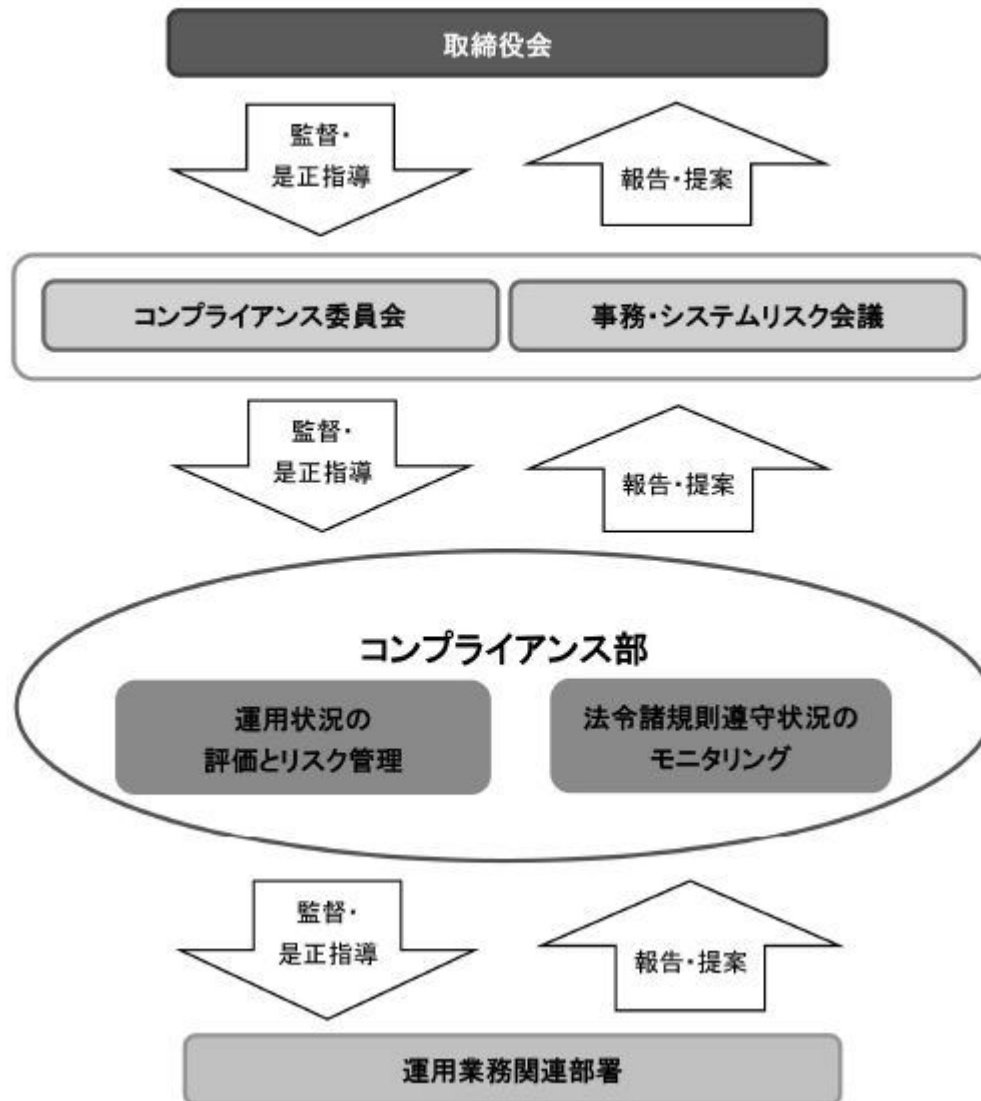 取締役会
監督・
是正指導
報告・提案
コンプライアンス委員会
事務・システムリスク会議
監督・
是正指導
報告・提案
コンプライアンス部
運用状況の
評価とリスク管理
法令諸規則遵守状況の
モニタリング
監督・
是正指導
報告・提案
運用業務関連部署